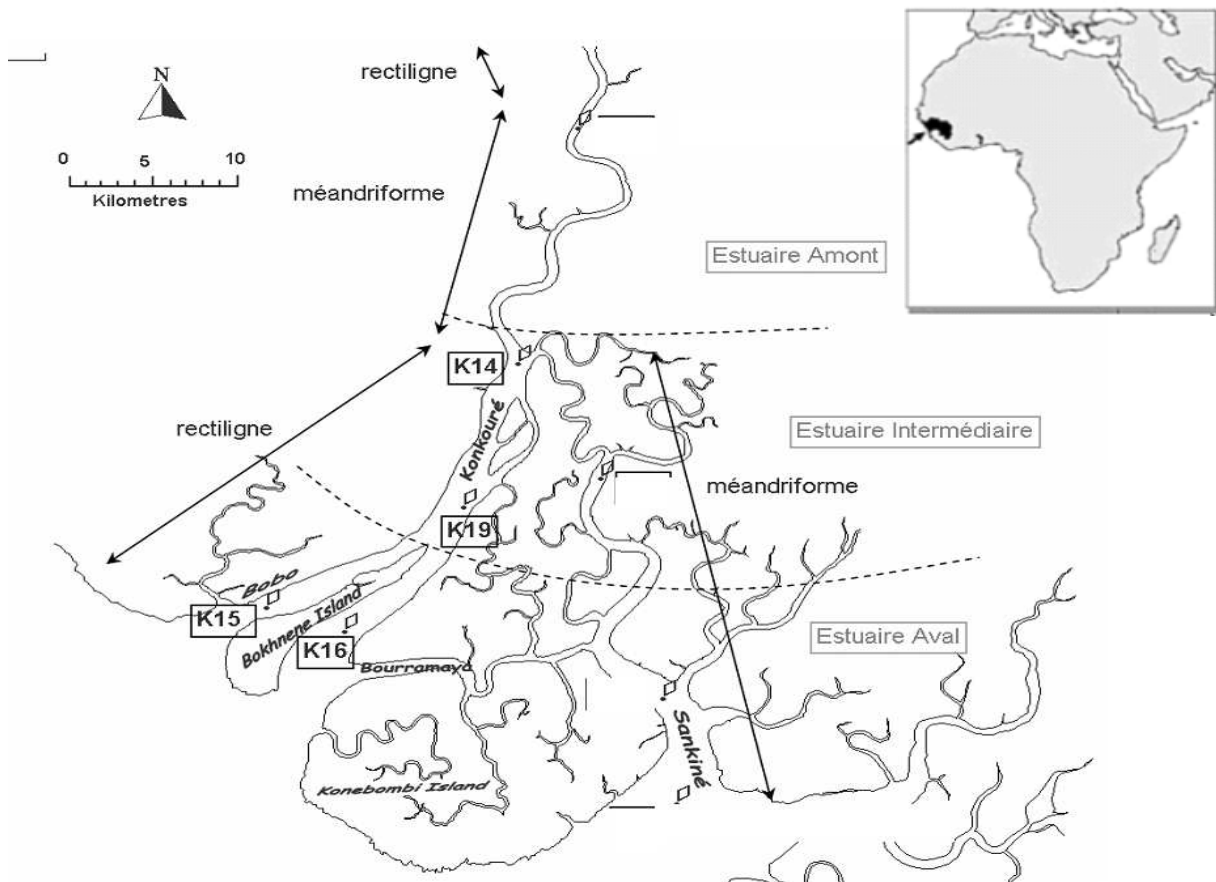 rectiligne
N
0 5 10
Kilometres
méandriforme
Estuaire Amont
K14
rectiligne
Konkouré
Estuaire Intermédiaire
méandriforme
K19
Bobo
K15
Bokhnene Island
K16
Bourramaya
Estuaire Aval
Sankiné
Konebombi Island